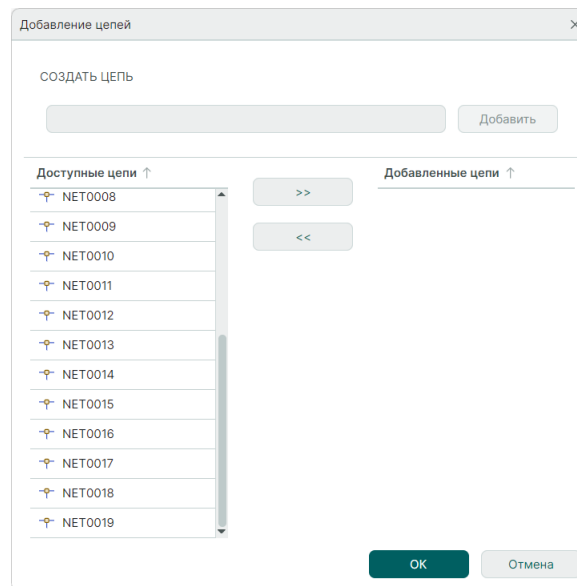 Добавление цепей
СОЗДАТЬ ЦЕПЬ
Добавить
Доступные цепи ↑
NET0008
NET0009
NET0010
NET0011
NET0012
NET0013
NET0014
NET0015
NET0016
NET0017
NET0018
NET0019
>>
<<
Добавленные цепи ↑
OK
Отмена